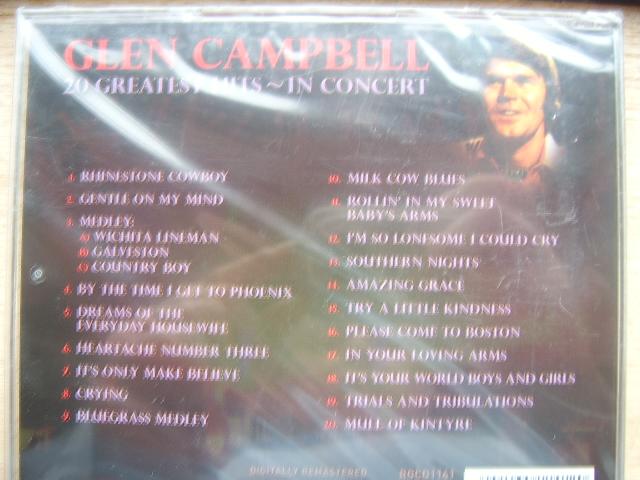 GLEN CAMPBELL
20 GREATEST HITS ~ IN CONCERT
1. RHINESTONE COWBOY
2. GENTLE ON MY MIND
3. MEDLEY:
A) WICHITA LINEMAN
B) GALVESTON
C) COUNTRY BOY
4. BY THE TIME I GET TO PHOENIX
5. DREAMS OF THE
EVERYDAY HOUSEWIFE
6. HEARTACHE NUMBER THREE
7. IT'S ONLY MAKE BELIEVE
8. CRYING
9. BLUEGRASS MEDLEY
10. MILK COW BLUES
11. ROLLIN' IN MY SWEET
BABY'S ARMS
12. I'M SO LONESOME I COULD CRY
13. SOUTHERN NIGHTS
14. AMAZING GRACE
15. TRY A LITTLE KINDNESS
16. PLEASE COME TO BOSTON
17. IN YOUR LOVING ARMS
18. IT'S YOUR WORLD BOYS AND GIRLS
19. TRIALS AND TRIBULATIONS
20. MULL OF KINTYRE
DIGITALLY REMASTERED RGCD1161